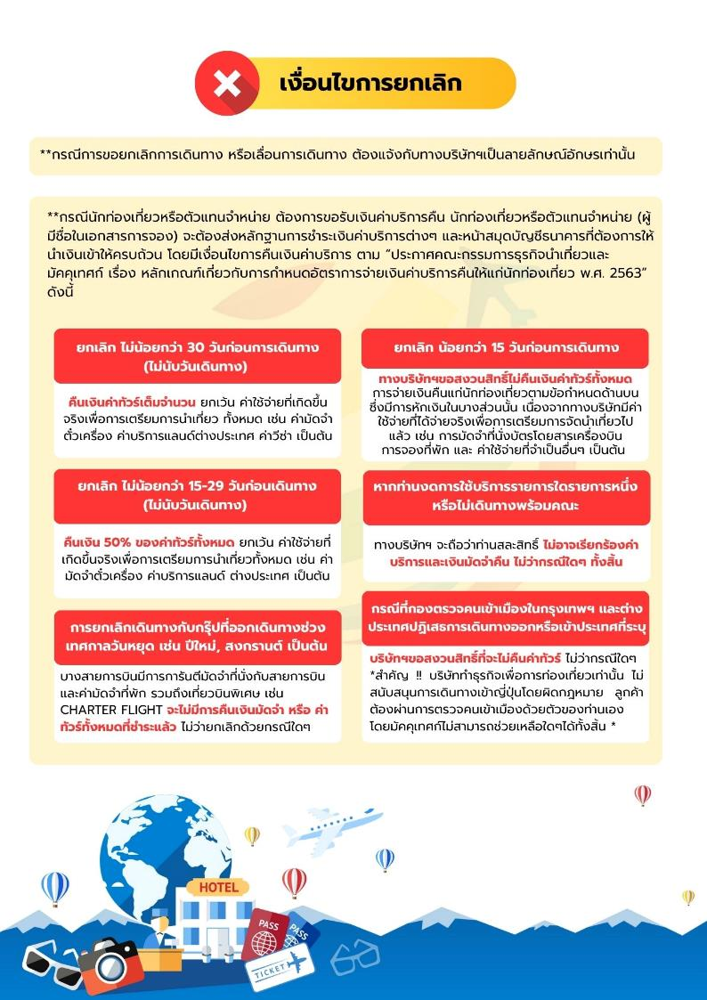 เงื่อนไขการยกเลิก
**กรณีการขอยกเลิกการเดินทาง หรือเลื่อนการเดินทาง ต้องแจ้งกับทางบริษัทฯเป็นลายลักษณ์อักษรเท่านั้น
**กรณีนักท่องเที่ยวหรือตัวแทนจำหน่าย ต้องการขอรับเงินค่าบริการคืน นักท่องเที่ยวหรือตัวแทนจำหน่าย (ผู้
มีชื่อในเอกสารการจอง) จะต้องส่งหลักฐานการชำระเงินค่าบริการต่างๆ และหน้าสมุดบัญชีธนาคารที่ต้องการให้
นำเงินเข้าให้ครบถ้วน โดยมีเงื่อนไขการคืนเงินค่าบริการ ตาม “ประกาศคณะกรรมการธุรกิจนำเที่ยวและ
มัคคุเทศก์ เรื่อง หลักเกณฑ์เกี่ยวกับการกำหนดอัตราการจ่ายเงินค่าบริการคืนให้แก่นักท่องเที่ยว พ.ศ. 2563”
ดังนี้
ยกเลิก ไม่น้อยกว่า 30 วันก่อนการเดินทาง
(ไม่นับวันเดินทาง)
คืนเงินค่าทัวร์เต็มจำนวน ยกเว้น ค่าใช้จ่ายที่เกิดขึ้น
จริงเพื่อการเตรียมการนำเที่ยว ทั้งหมด เช่น ค่ามัดจำ
ตั๋วเครื่อง ค่าบริการแลนด์ต่างประเทศ ค่าวีซ่า เป็นต้น
ยกเลิก ไม่น้อยกว่า 15-29 วันก่อนเดินทาง
(ไม่นับวันเดินทาง)
คืนเงิน 50% ของค่าทัวร์ทั้งหมด ยกเว้น ค่าใช้จ่ายที่
เกิดขึ้นจริงเพื่อการเตรียมการนำเที่ยวทั้งหมด เช่น ค่า
มัดจำตั๋วเครื่อง ค่าบริการแลนด์ ต่างประเทศ เป็นต้น
การยกเลิกเดินทางกับกรุ๊ปที่ออกเดินทางช่วง
เทศกาลวันหยุด เช่น ปีใหม่, สงกรานต์ เป็นต้น
บางสายการบินมีการการันตีมัดจำที่นั่งกับสายการบิน
และค่ามัดจำที่พัก รวมถึงเที่ยวบินพิเศษ เช่น
CHARTER FLIGHT จะไม่มีการคืนเงินมัดจำ หรือ ค่า
ทัวร์ทั้งหมดที่ชำระแล้ว ไม่ว่ายกเลิกด้วยกรณีใดๆ
ยกเลิก น้อยกว่า 15 วันก่อนการเดินทาง
ทางบริษัทฯขอสงวนสิทธิ์ไม่คืนเงินค่าทัวร์ทั้งหมด
การจ่ายเงินคืนแก่นักท่องเที่ยวตามข้อกำหนดด้านบน
ซึ่งมีการหักเงินในบางส่วนนั้น เนื่องจากทางบริษัทมีค่า
ใช้จ่ายที่ได้จ่ายจริงเพื่อการเตรียมการจัดนำเที่ยวไป
แล้ว เช่น การมัดจำที่นั่งบัตรโดยสารเครื่องบิน
การจองที่พัก และ ค่าใช้จ่ายที่จำเป็นอื่นๆ เป็นต้น
หากท่านงดการใช้บริการรายการใดรายการหนึ่ง
หรือไม่เดินทางพร้อมคณะ
ทางบริษัทฯ จะถือว่าท่านสละสิทธิ์ ไม่อาจเรียกร้องค่า
บริการและเงินมัดจำคืน ไม่ว่ากรณีใดๆ ทั้งสิ้น
กรณีที่กองตรวจคนเข้าเมืองในกรุงเทพฯ และต่าง
ประเทศปฏิเสธการเดินทางออกหรือเข้าประเทศที่ระบุ
บริษัทฯขอสงวนสิทธิ์ที่จะไม่คืนค่าทัวร์ ไม่ว่ากรณีใดๆ
*สำคัญ !! บริษัททำธุรกิจเพื่อการท่องเที่ยวเท่านั้น ไม่
สนับสนุนการเดินทางเข้าญี่ปุ่นโดยผิดกฎหมาย ลูกค้า
ต้องผ่านการตรวจคนเข้าเมืองด้วยตัวของท่านเอง
โดยมัคคุเทศก์ไม่สามารถช่วยเหลือใดๆได้ทั้งสิ้น *
HOTEL
PASS
PASS
TICKET